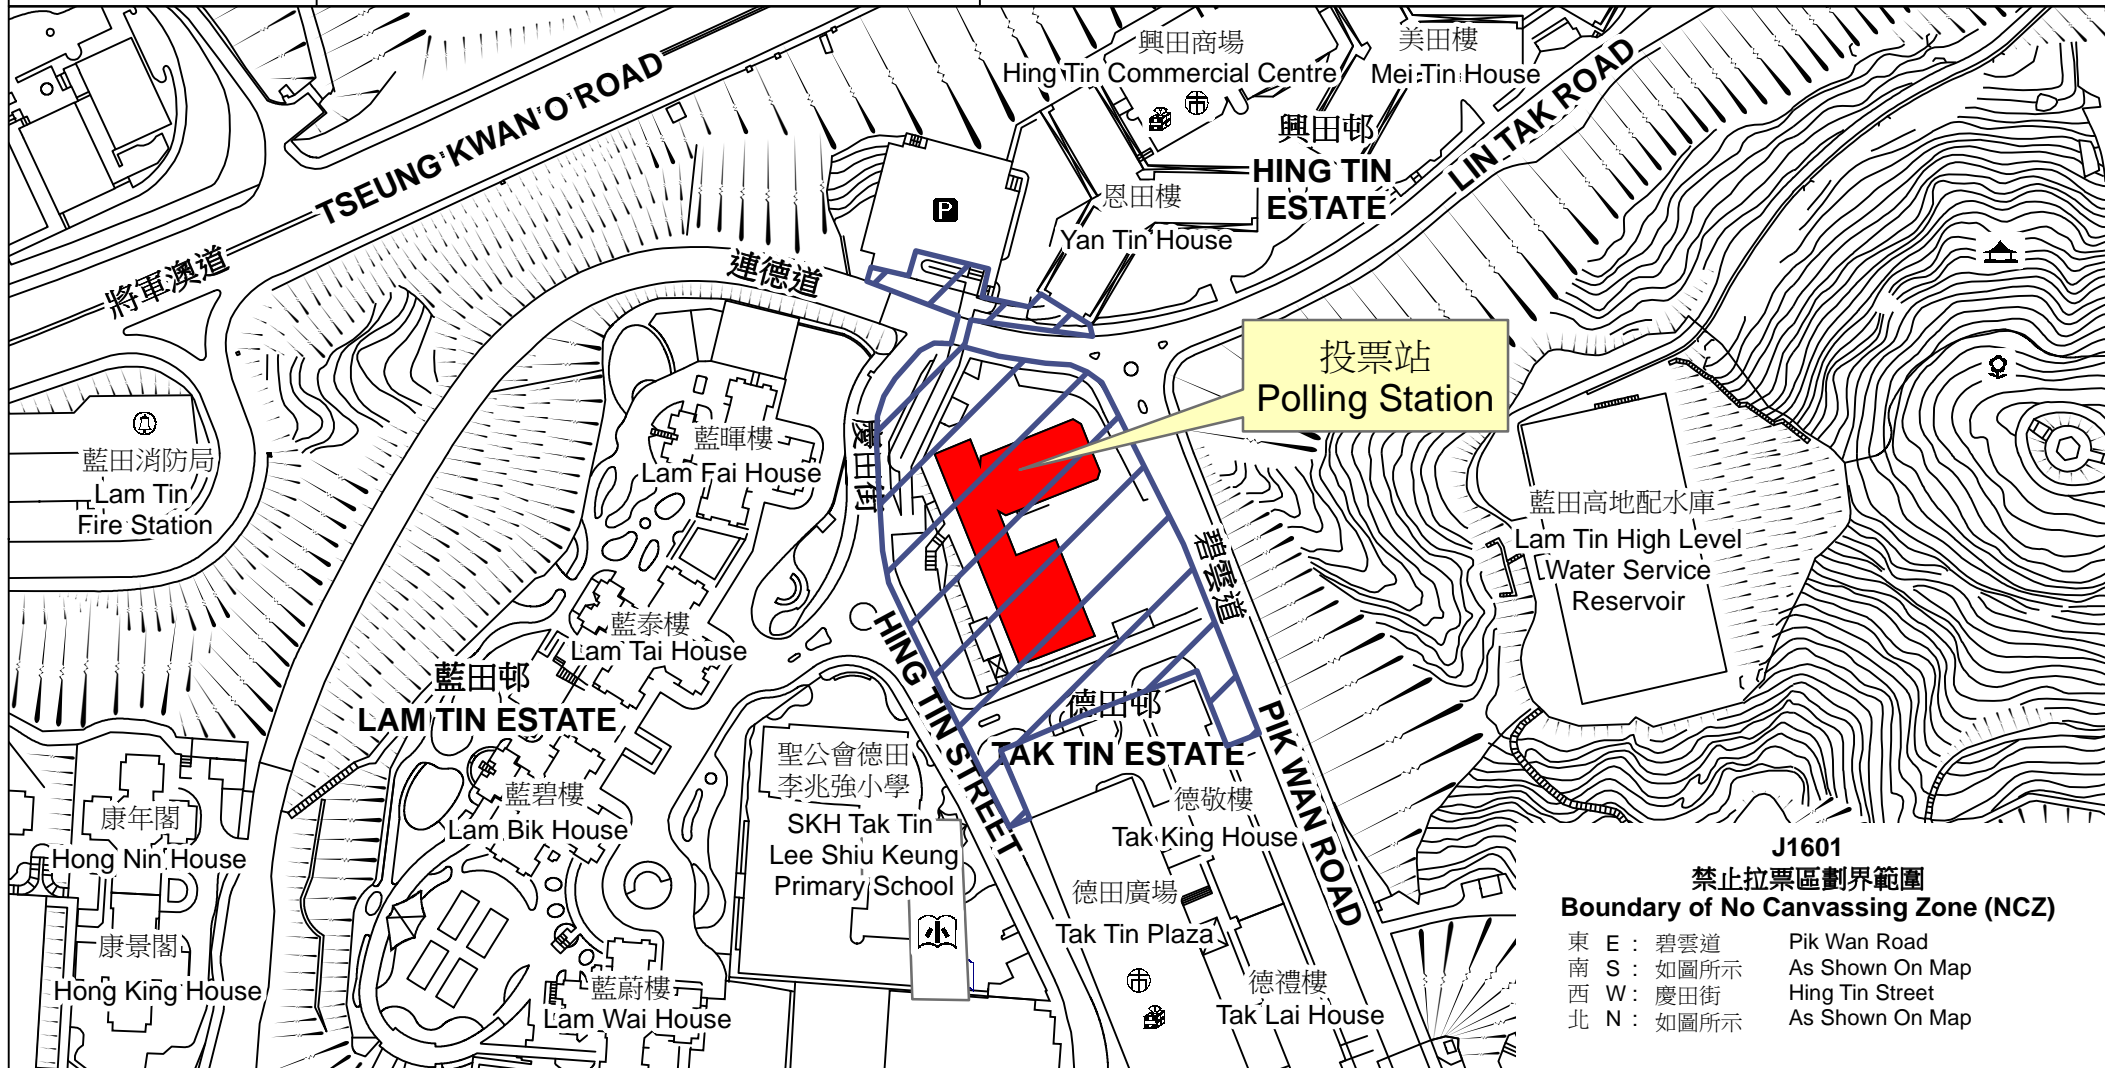 興田商場
Hing Tin Commercial Centre
美田樓
Mei Tin House
TSEUNG KWAN O ROAD
將軍澳道
P
興田邨
HING TIN
ESTATE
LIN TAK ROAD
連德道
恩田樓
Yan Tin House
投票站
Polling Station
藍田消防局
Lam Tin
Fire Station
藍暉樓
Lam Fai House
慶田街
HING TIN STREET
碧雲道
PIK WAN ROAD
藍田高地配水庫
Lam Tin High Level
Water Service
Reservoir
藍泰樓
Lam Tai House
藍田邨
LAM TIN ESTATE
德田邨
TAK TIN ESTATE
聖公會德田
李兆強小學
SKH Tak Tin
Lee Shiu Keung
Primary School
小
藍碧樓
Lam Bik House
德敬樓
Tak King House
康年閣
Hong Nin House
康景閣
Hong King House
藍蔚樓
Lam Wai House
德田廣場
Tak Tin Plaza
德禮樓
Tak Lai House
J1601
禁止拉票區劃界範圍
Boundary of No Canvassing Zone (NCZ)
東 E : 碧雲道 Pik Wan Road
南 S : 如圖所示 As Shown On Map
西 W : 慶田街 Hing Tin Street
北 N : 如圖所示 As Shown On Map